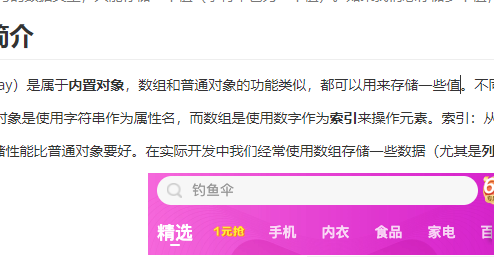 简介
ay）是属于内置对象，数组和普通对象的功能类似，都可以用来存储一些值。不同
对象是使用字符串作为属性名，而数组是使用数字作为索引来操作元素。索引：从
性能比普通对象要好。在实际开发中我们经常使用数组存储一些数据（尤其是列
钓鱼伞
精选 1元抢 手机 内衣 食品 家电 百